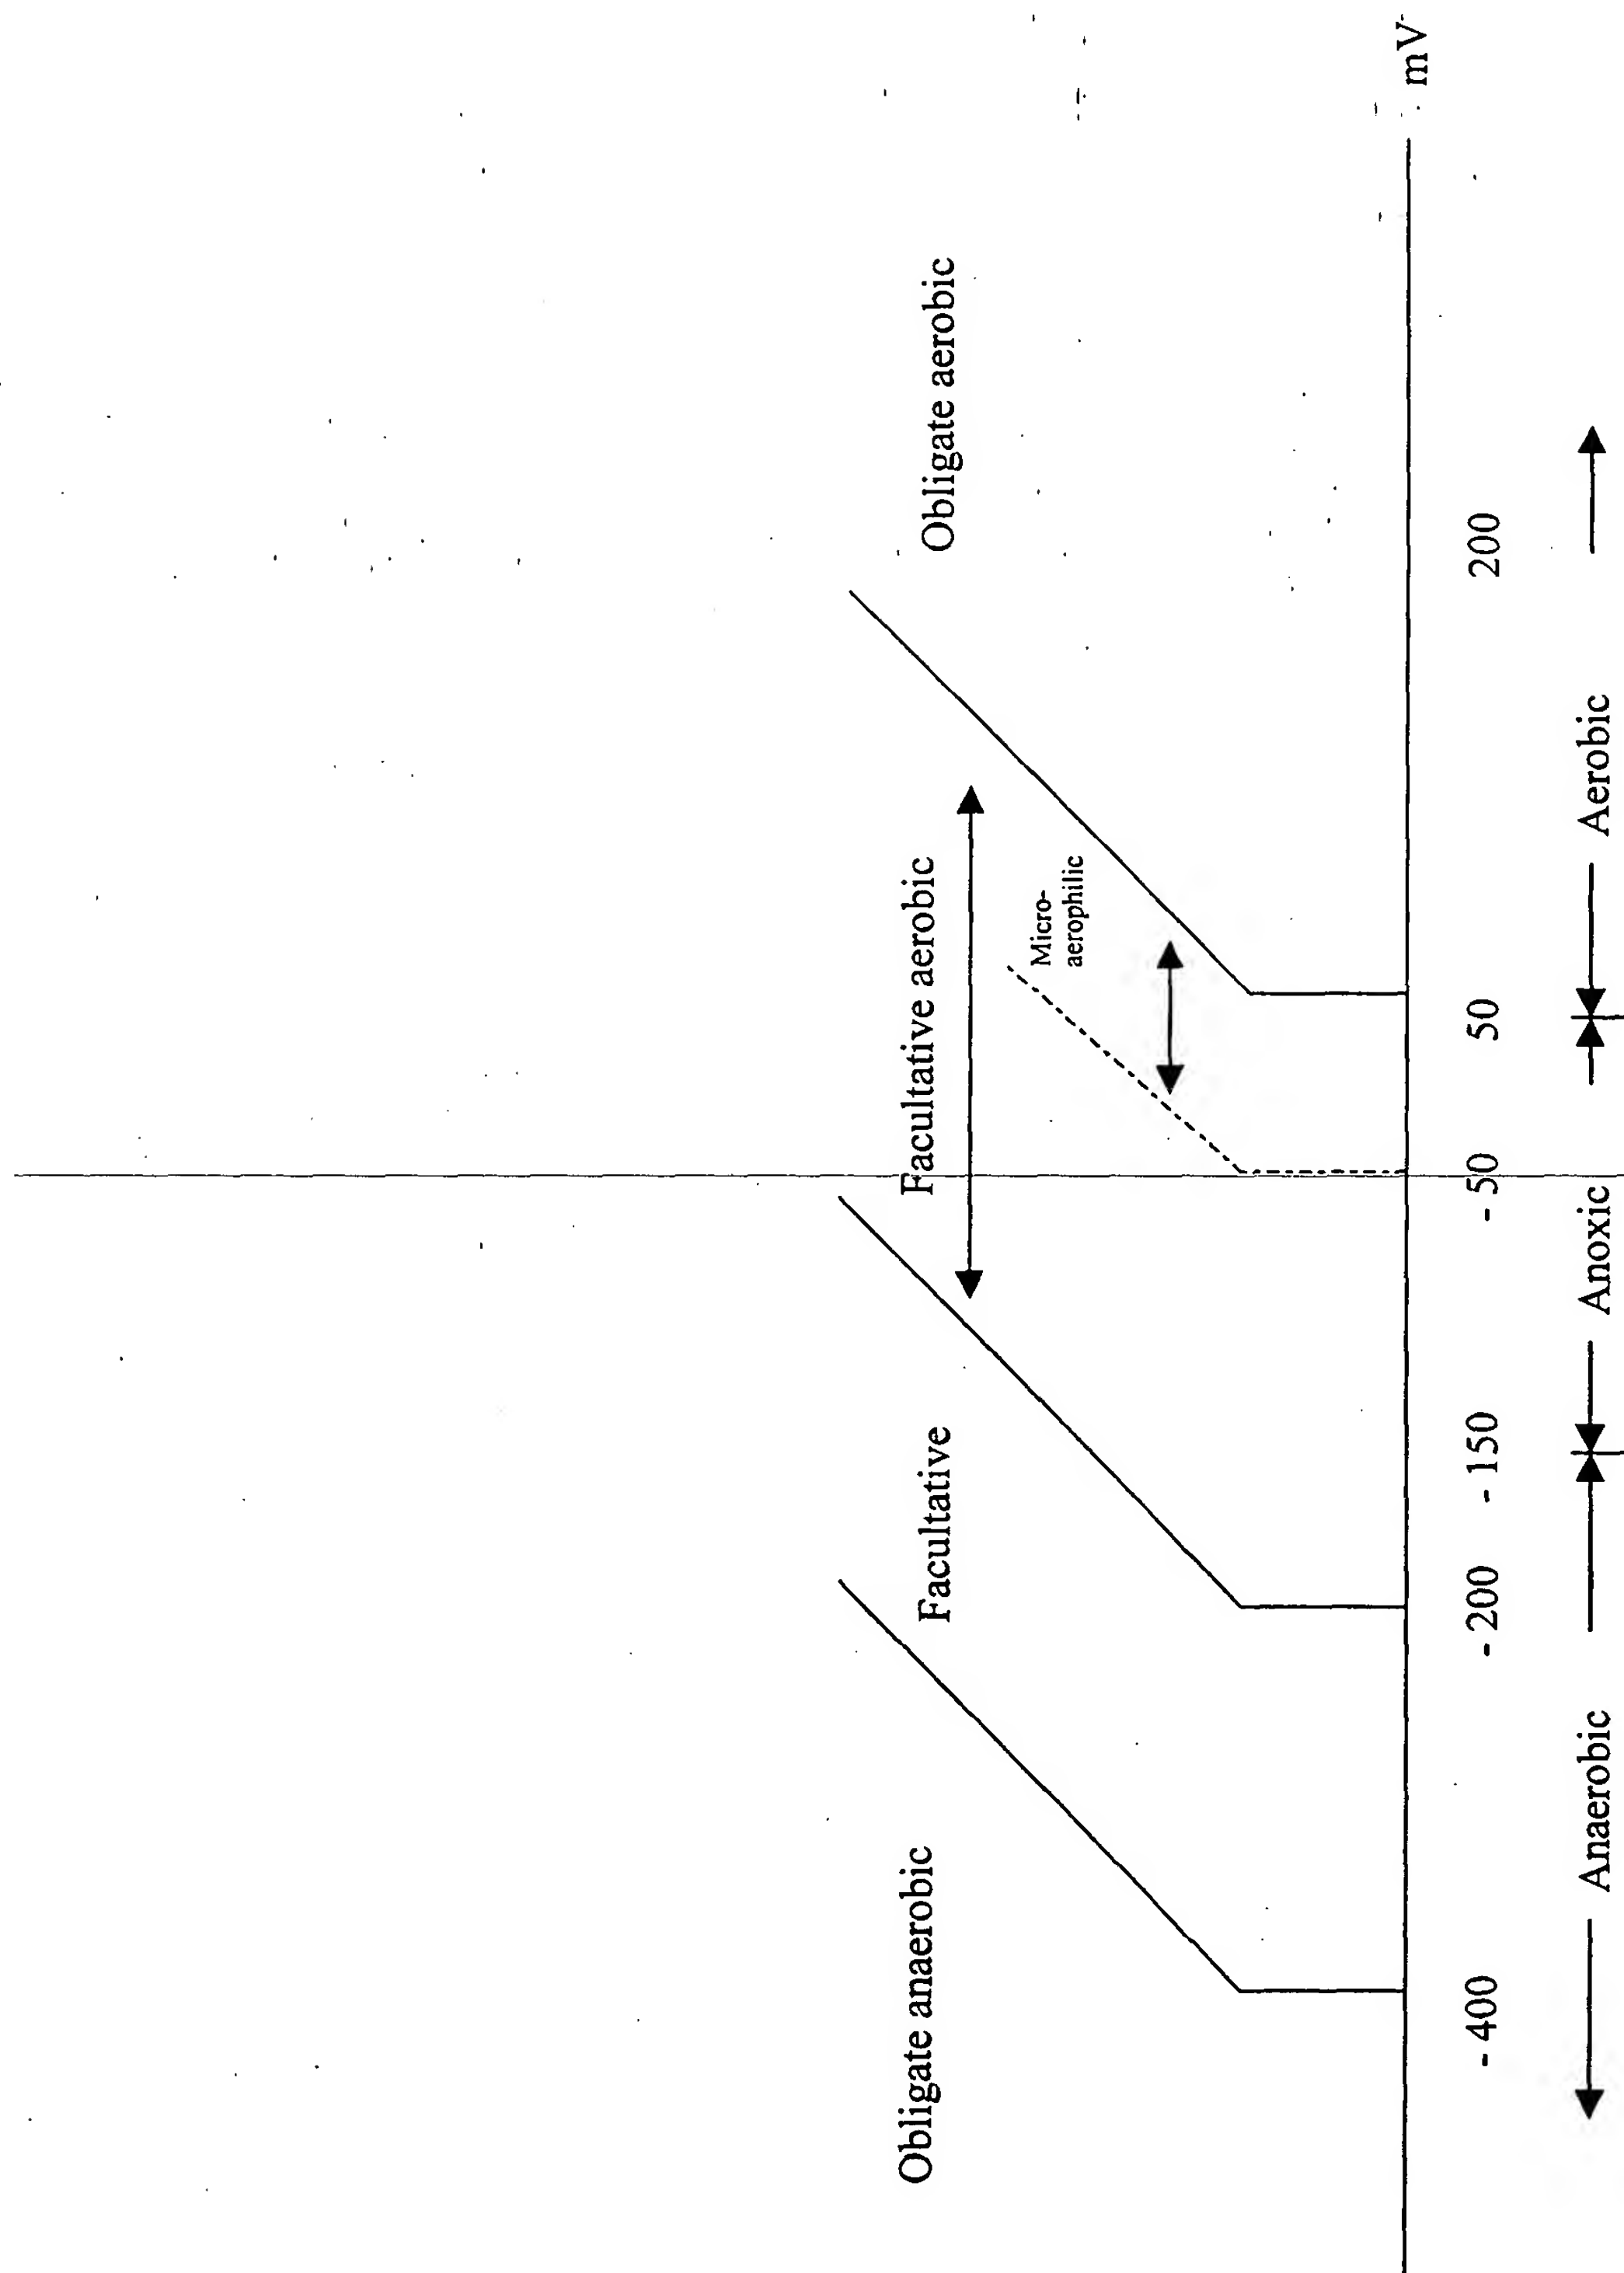 Obligate anaerobic
Facultative
Facultative aerobic
Obligate aerobic
Micro-
aerophilic
mV
- 400
- 200
- 150
- 50
50
200
Anaerobic
Anoxic
Aerobic